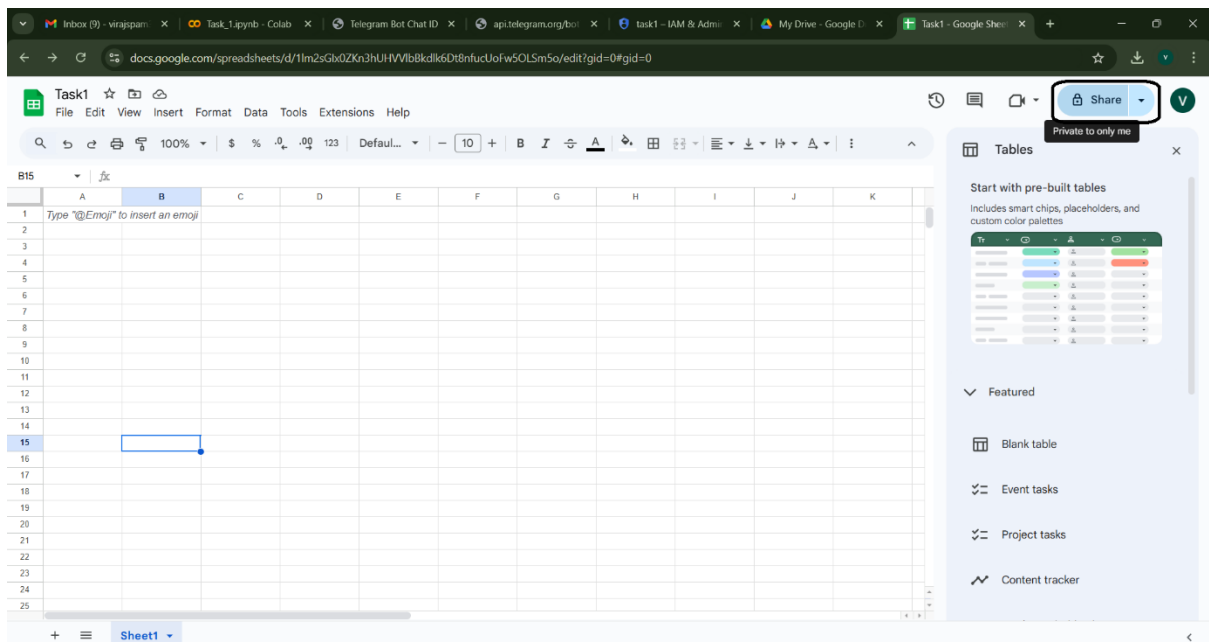 Inbox (9) - virajspam
Task_1.ipynb - Colab
Telegram Bot Chat ID
api.telegram.org/bot
task1 – IAM & Admin
My Drive - Google D
Task1 - Google Sheet
docs.google.com/spreadsheets/d/1lm2sGlx0ZKn3hUHVVlbBkdlk6Dt8nfucUoFw5OLSm5o/edit?gid=0#gid=0
Task1
File Edit View Insert Format Data Tools Extensions Help
Share
V
Private to only me
100% $ % .0 .00 123 Defaul... − 10 + B I A
B15 fx
A B C D E F G H I J K
1 Type "@Emoji" to insert an emoji
2
3
4
5
6
7
8
9
10
11
12
13
14
15
16
17
18
19
20
21
22
23
24
25
Tables
Start with pre-built tables
Includes smart chips, placeholders, and
custom color palettes
Tr
Featured
Blank table
Event tasks
Project tasks
Content tracker
Sheet1